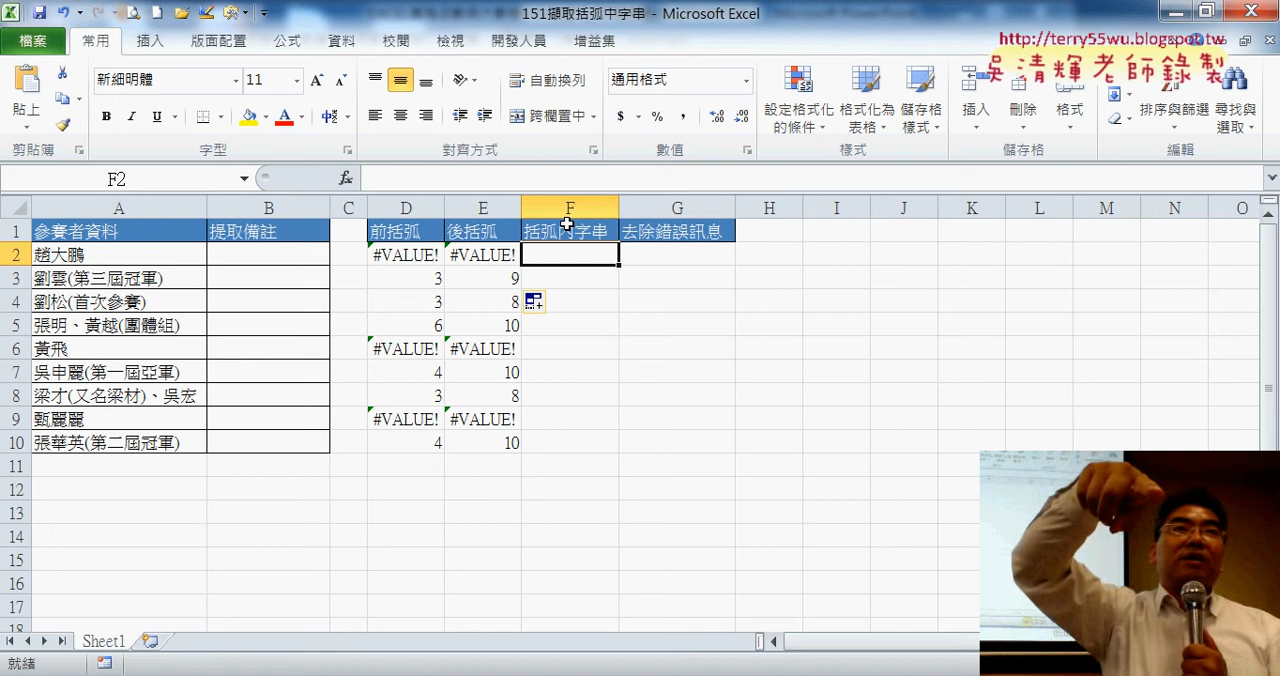 151擷取括弧中字串 - Microsoft Excel
http://terry55wu.blogspot.tw
吳清輝老師錄製
檔案 常用 插入 版面配置 公式 資料 校閱 檢視 開發人員 增益集
貼上 新細明體 11 自動換列 通用格式 設定格式化的條件 格式化為表格 儲存格樣式 插入 刪除 格式 排序與篩選 尋找與選取
B I U 中 跨欄置中 $ % ,
剪貼簿 字型 對齊方式 數值 樣式 儲存格 編輯
F2 fx
A B C D E F G H I J K L M N O
1 參賽者資料 提取備註 前括弧 後括弧 括弧內字串 去除錯誤訊息
2 趙大鵬 #VALUE! #VALUE!
3 劉雲(第三屆冠軍) 3 9
4 劉松(首次參賽) 3 8
5 張明、黃越(團體組) 6 10
6 黃飛 #VALUE! #VALUE!
7 吳申麗(第一屆亞軍) 4 10
8 梁才(又名梁材)、吳宏 3 8
9 甄麗麗 #VALUE! #VALUE!
10 張華英(第二屆冠軍) 4 10
11
12
13
14
15
16
17
18
Sheet1
就緒